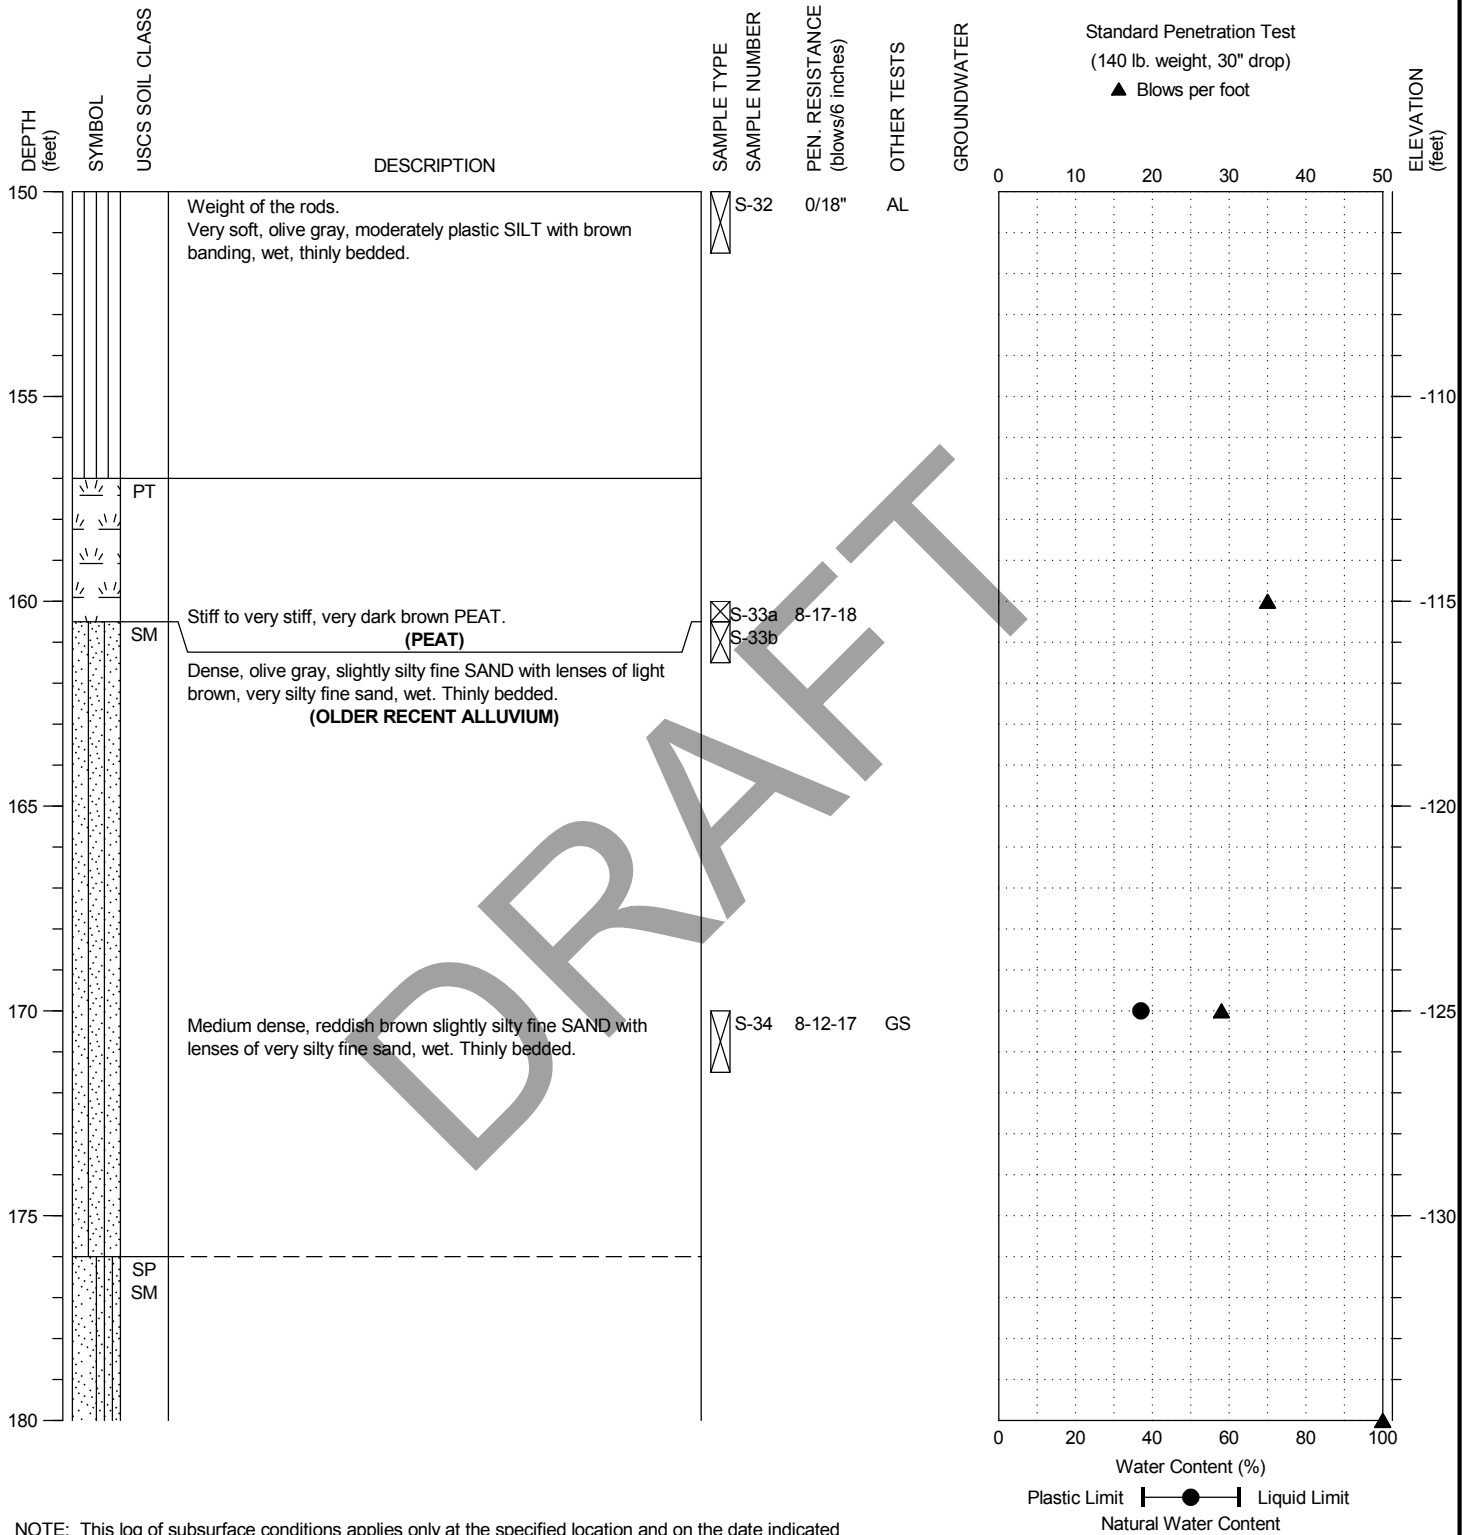 DEPTH
(feet)
SYMBOL
USCS SOIL CLASS
DESCRIPTION
SAMPLE TYPE
SAMPLE NUMBER
PEN. RESISTANCE
(blows/6 inches)
OTHER TESTS
GROUNDWATER
Standard Penetration Test
(140 lb. weight, 30" drop)
▲ Blows per foot
ELEVATION
(feet)
0 10 20 30 40 50
150
Weight of the rods.
Very soft, olive gray, moderately plastic SILT with brown
banding, wet, thinly bedded.
S-32 0/18" AL
155
-110
PT
160
Stiff to very stiff, very dark brown PEAT.
(PEAT)
S-33a 8-17-18
S-33b
-115
SM
Dense, olive gray, slightly silty fine SAND with lenses of light
brown, very silty fine sand, wet. Thinly bedded.
(OLDER RECENT ALLUVIUM)
165
-120
170
Medium dense, reddish brown slightly silty fine SAND with
lenses of very silty fine sand, wet. Thinly bedded.
S-34 8-12-17 GS
-125
175
-130
SP
SM
180
DRAFT
0 20 40 60 80 100
Water Content (%)
Plastic Limit Liquid Limit
Natural Water Content
NOTE: This log of subsurface conditions applies only at the specified location and on the date indicated